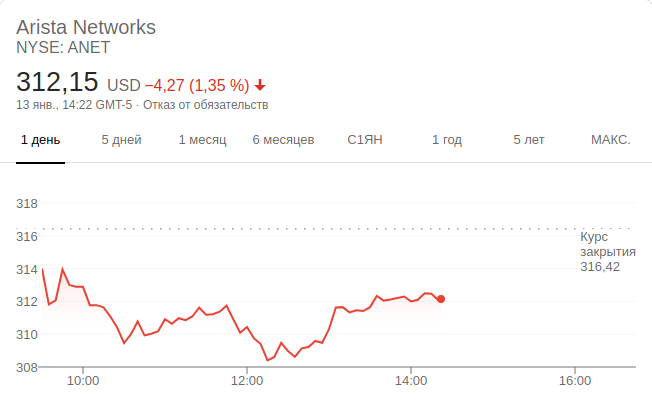 Arista Networks
NYSE: ANET
312,15 USD −4,27 (1,35 %)
13 янв., 14:22 GMT-5 · Отказ от обязательств
1 день 5 дней 1 месяц 6 месяцев С1ЯН 1 год 5 лет МАКС.
318
316
314
312
310
308
Курс
закрытия
316,42
10:00 12:00 14:00 16:00